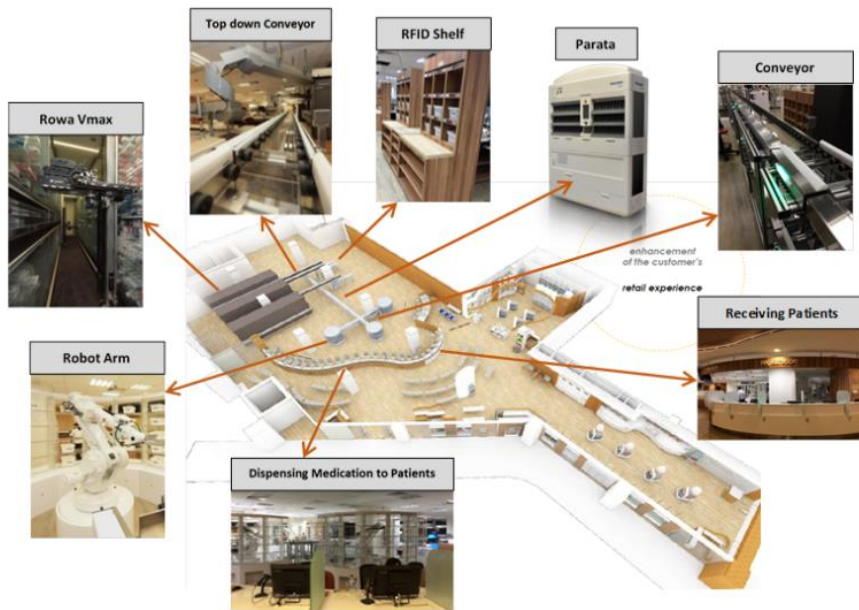 Top down Conveyor
RFID Shelf
Parata
Conveyor
Rowa Vmax
enhancement
of the customer's
retail experience
Receiving Patients
Robot Arm
Dispensing Medication to Patients